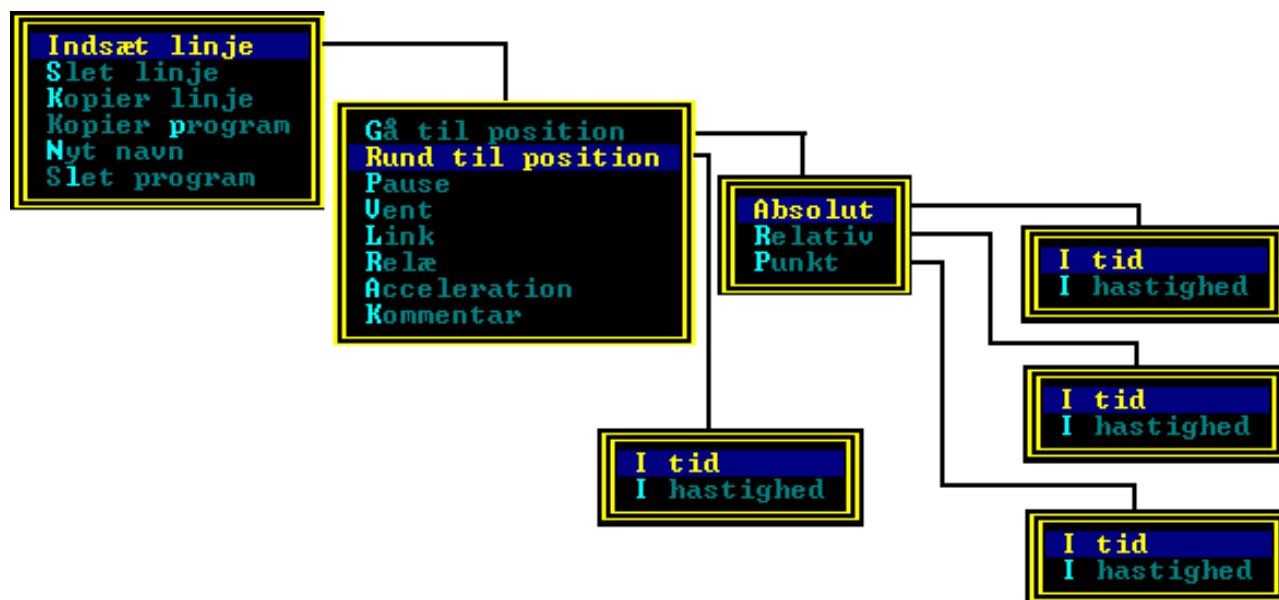 Indsæt linje
Slet linje
Kopier linje
Kopier program
Nyt navn
Slet program
Gå til position
Rund til position
Pause
Vent
Link
Relæ
Acceleration
Kommentar
Absolut
Relativ
Punkt
I tid
I hastighed
I tid
I hastighed
I tid
I hastighed
I tid
I hastighed